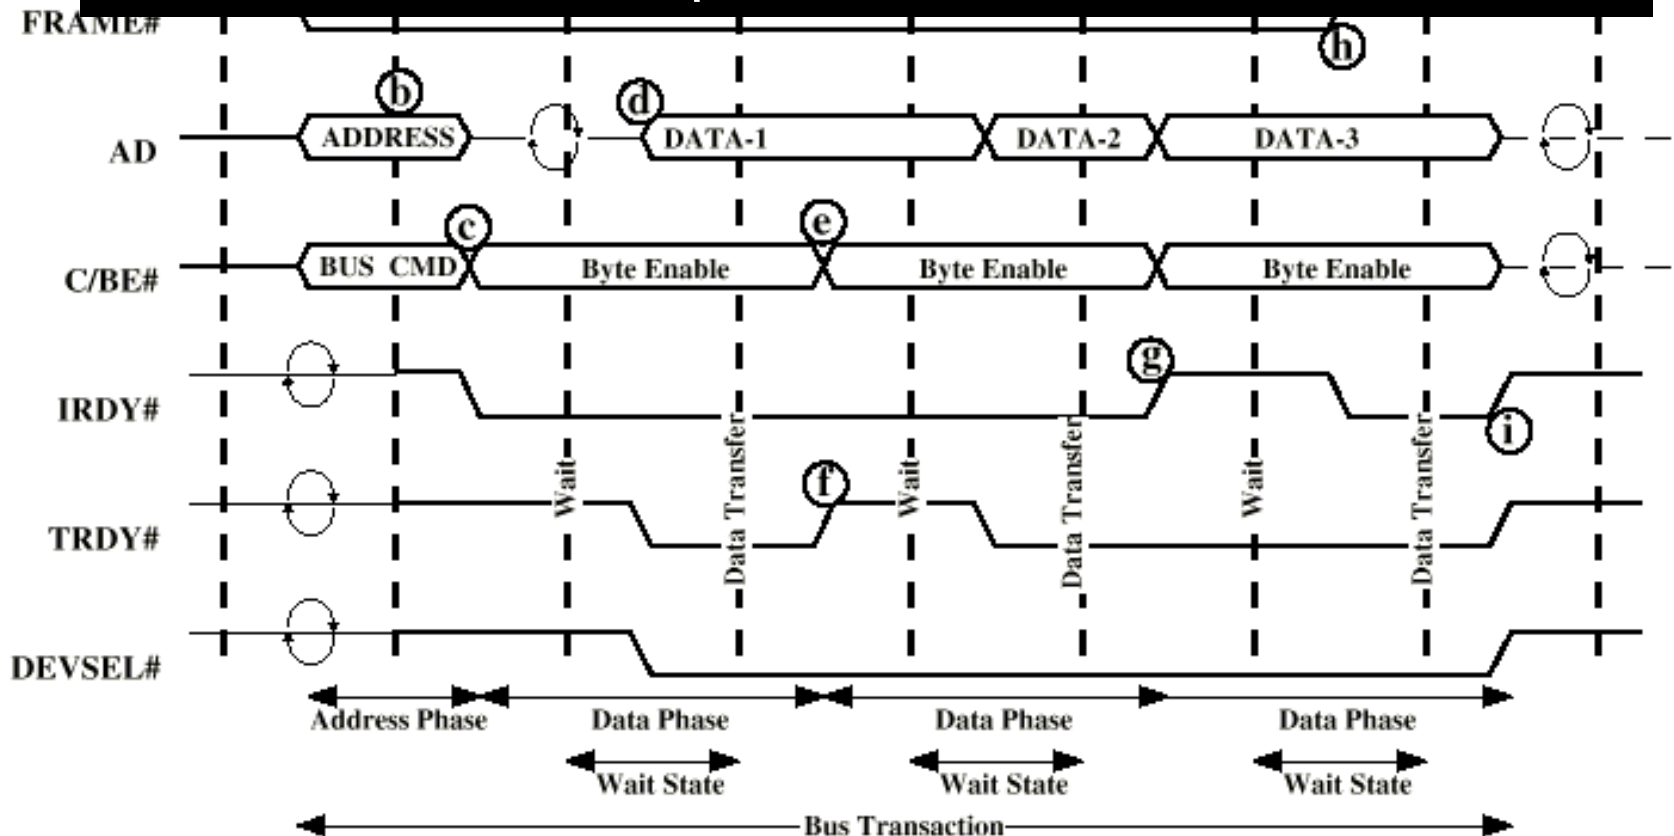 FRAME#
h
b
d
ADDRESS
DATA-1
DATA-2
DATA-3
AD
c
e
BUS CMD
Byte Enable
Byte Enable
Byte Enable
C/BE#
g
IRDY#
i
Wait
Data Transfer
f
Wait
Data Transfer
Wait
Data Transfer
TRDY#
DEVSEL#
Address Phase
Data Phase
Data Phase
Data Phase
Wait State
Wait State
Wait State
Bus Transaction